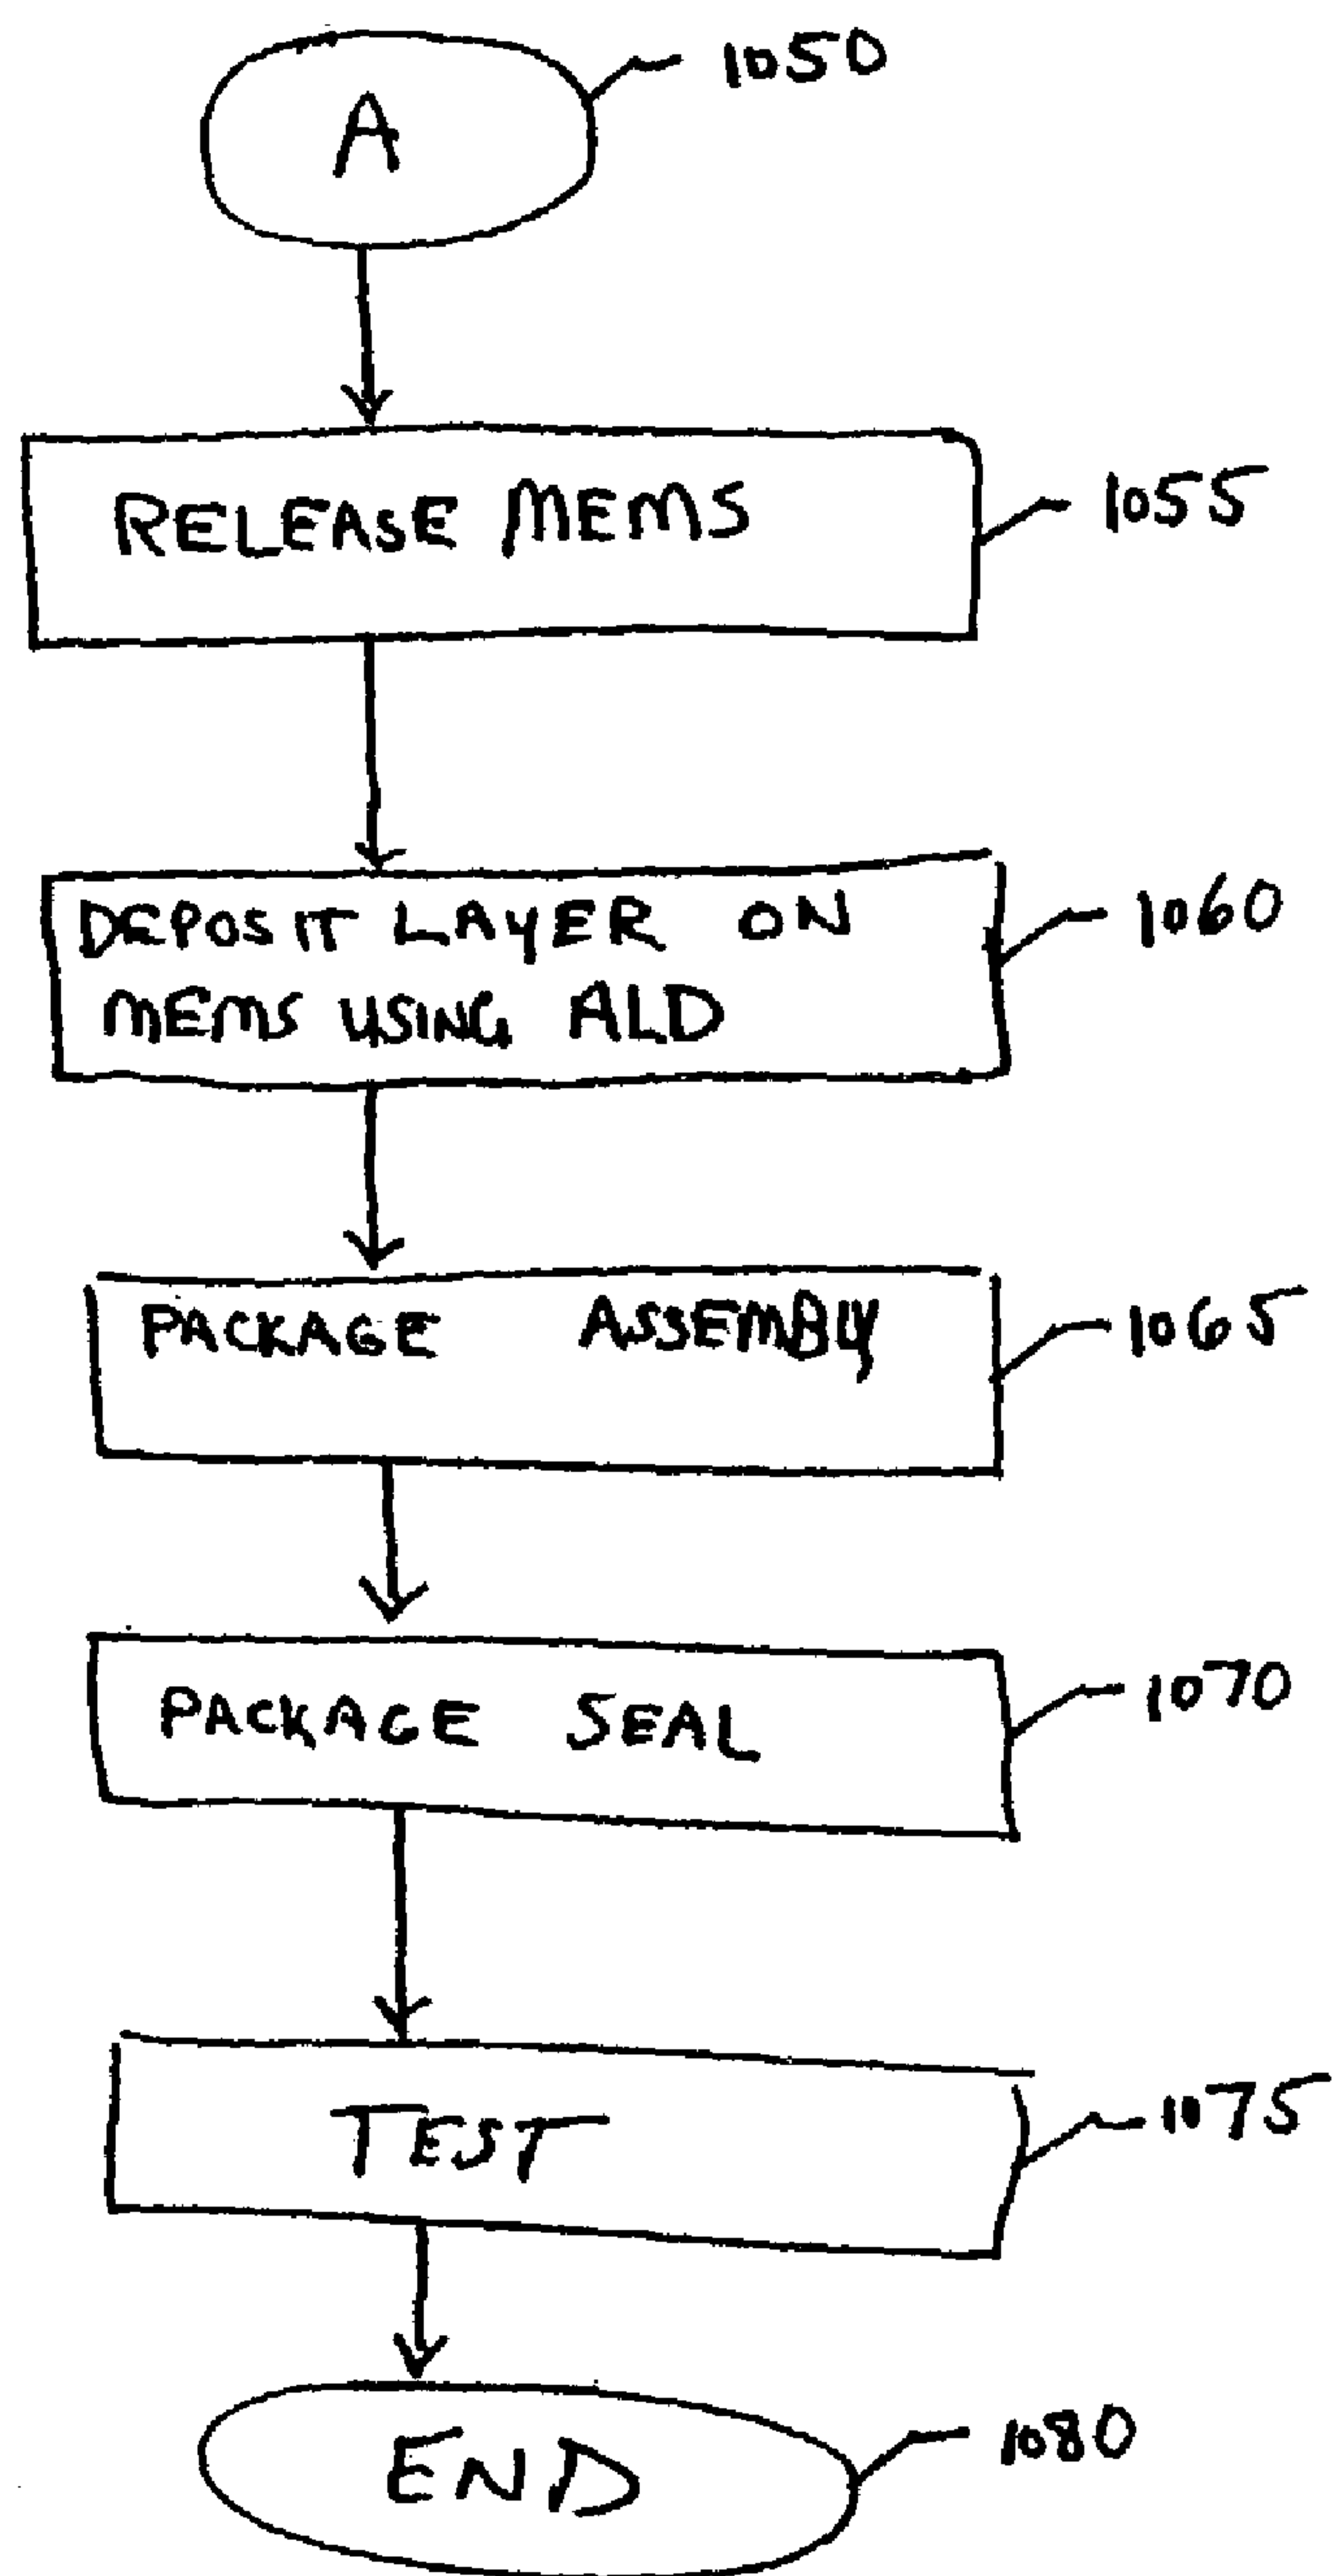 A
1050
RELEASE MEMS
1055
DEPOSIT LAYER ON
MEMS USING ALD
1060
PACKAGE ASSEMBLY
1065
PACKAGE SEAL
1070
TEST
1075
END
1080